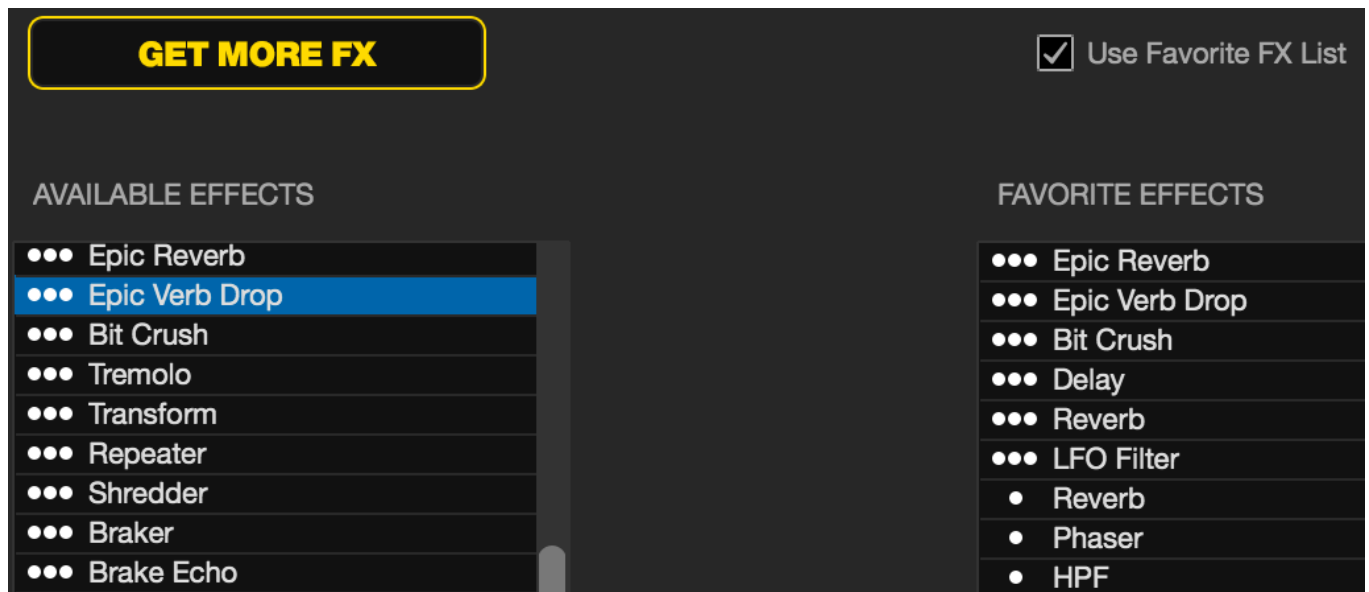 GET MORE FX
Use Favorite FX List
AVAILABLE EFFECTS
Epic Reverb
Epic Verb Drop
Bit Crush
Tremolo
Transform
Repeater
Shredder
Braker
Brake Echo
FAVORITE EFFECTS
Epic Reverb
Epic Verb Drop
Bit Crush
Delay
Reverb
LFO Filter
Reverb
Phaser
HPF